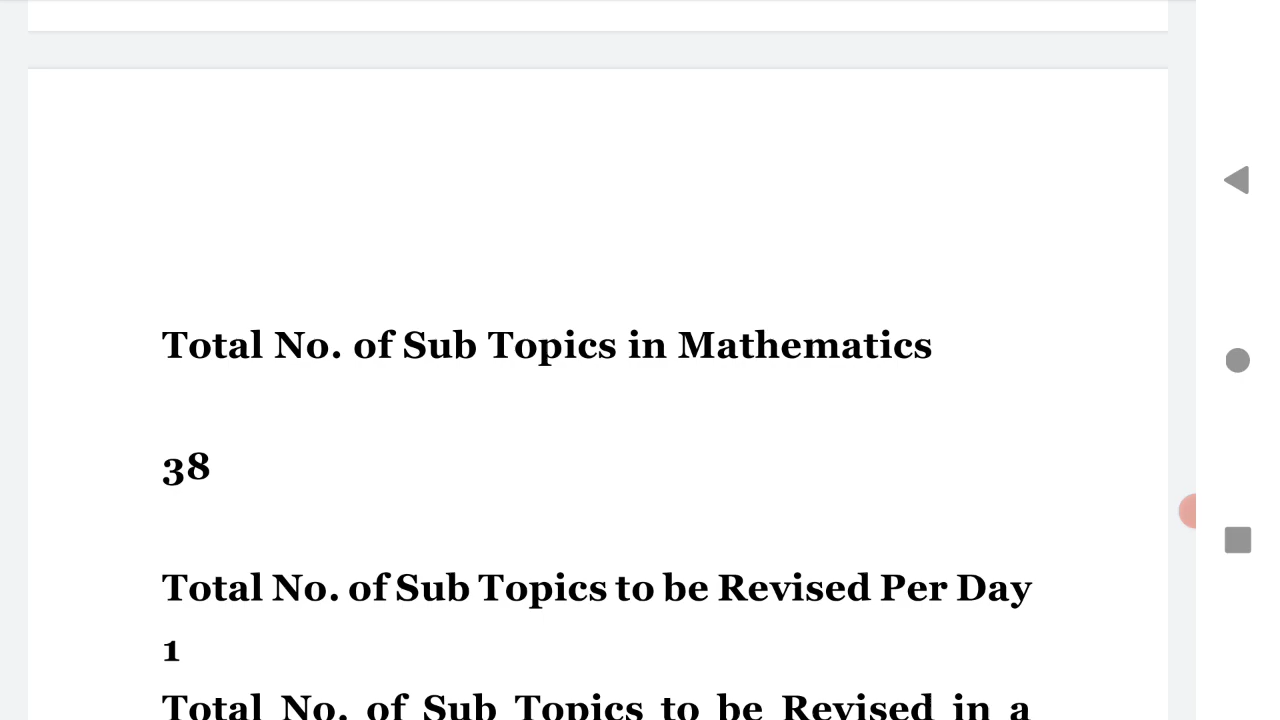 Total No. of Sub Topics in Mathematics
38
Total No. of Sub Topics to be Revised Per Day
1
Total No. of Sub Topics to be Revised in a